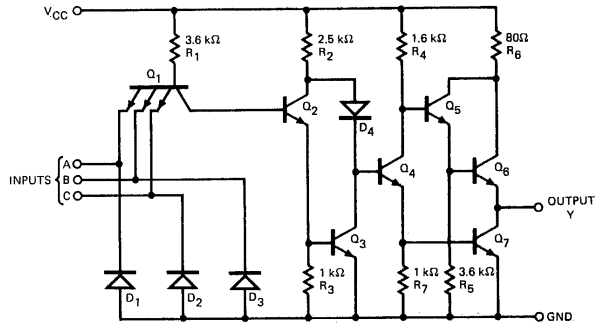 VCC
3.6 kΩ
R1
2.5 kΩ
R2
1.6 kΩ
R4
80Ω
R6
Q1
Q2
D4
Q5
Q4
Q6
INPUTS
A
B
C
OUTPUT
Y
Q3
Q7
D1
D2
D3
1 kΩ
R3
1 kΩ
R7
3.6 kΩ
R5
GND